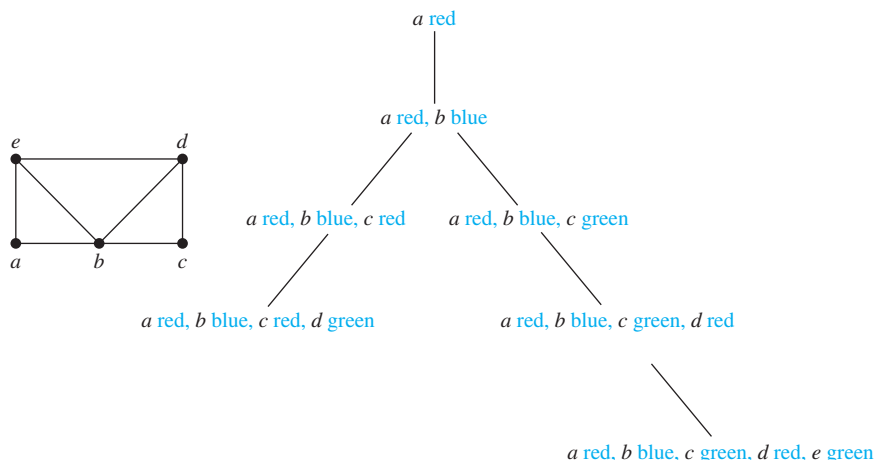 a red
a red, b blue
e d
a red, b blue, c red a red, b blue, c green
a b c
a red, b blue, c red, d green a red, b blue, c green, d red
a red, b blue, c green, d red, e green